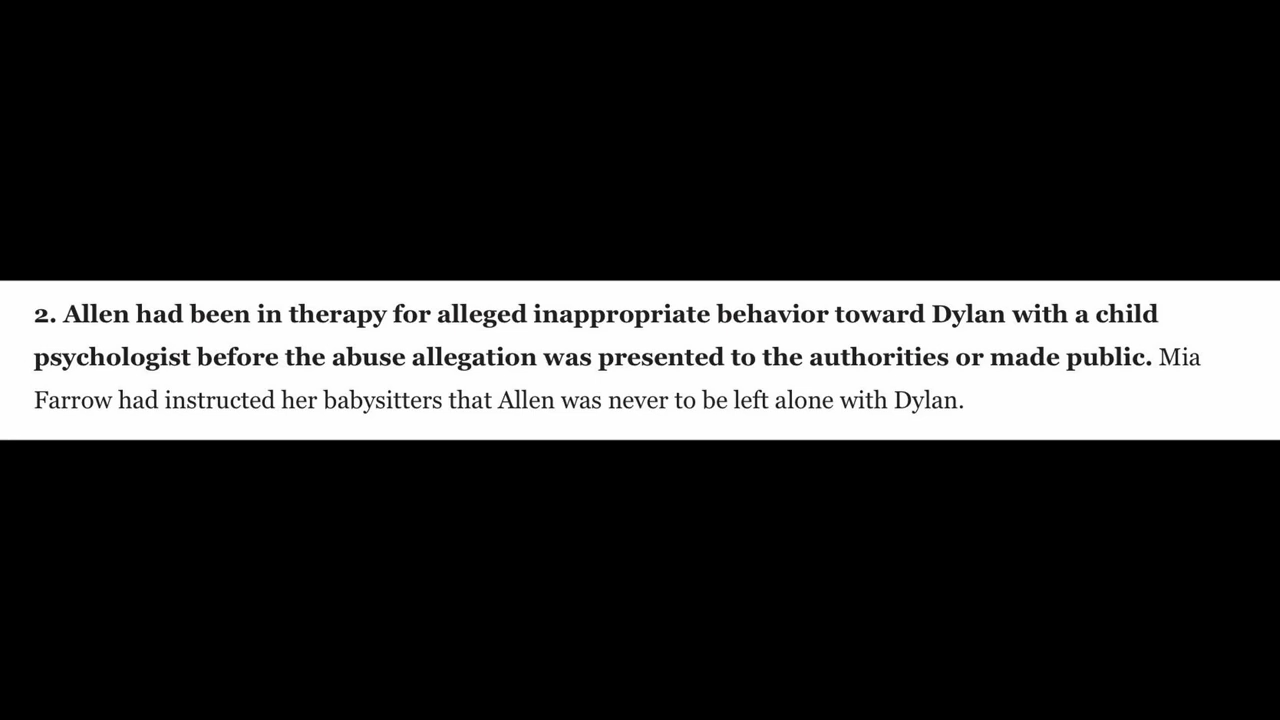 2. Allen had been in therapy for alleged inappropriate behavior toward Dylan with a child
psychologist before the abuse allegation was presented to the authorities or made public. Mia
Farrow had instructed her babysitters that Allen was never to be left alone with Dylan.